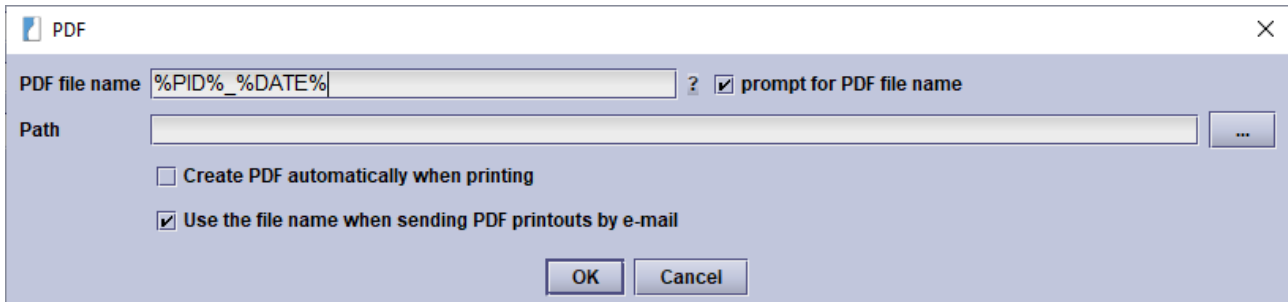 PDF
PDF file name %PID%_%DATE% ? prompt for PDF file name
Path ...
Create PDF automatically when printing
Use the file name when sending PDF printouts by e-mail
OK Cancel